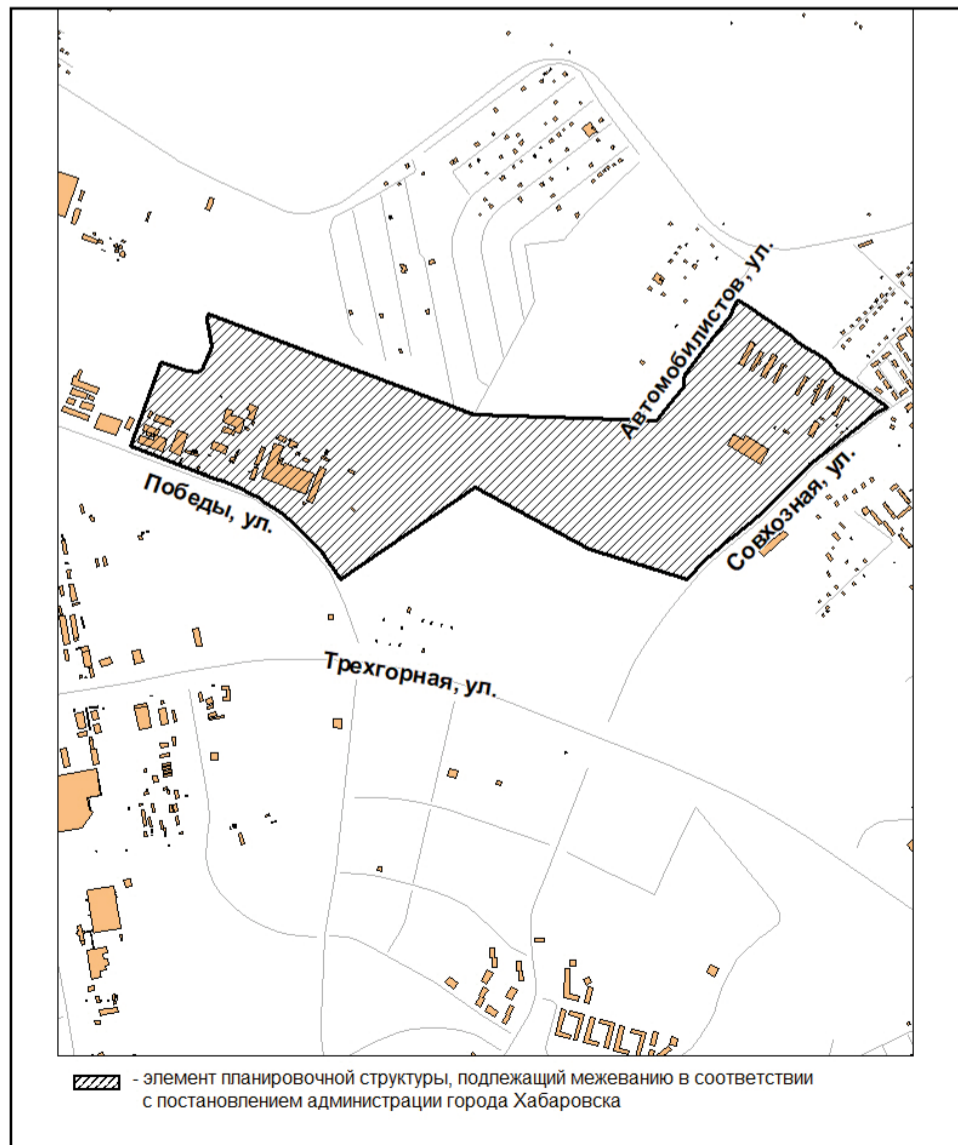 Автомобилистов, ул.
Победы, ул.
Совхозная, ул.
Трехгорная, ул.
- элемент планировочной структуры, подлежащий межеванию в соответствии
с постановлением администрации города Хабаровска